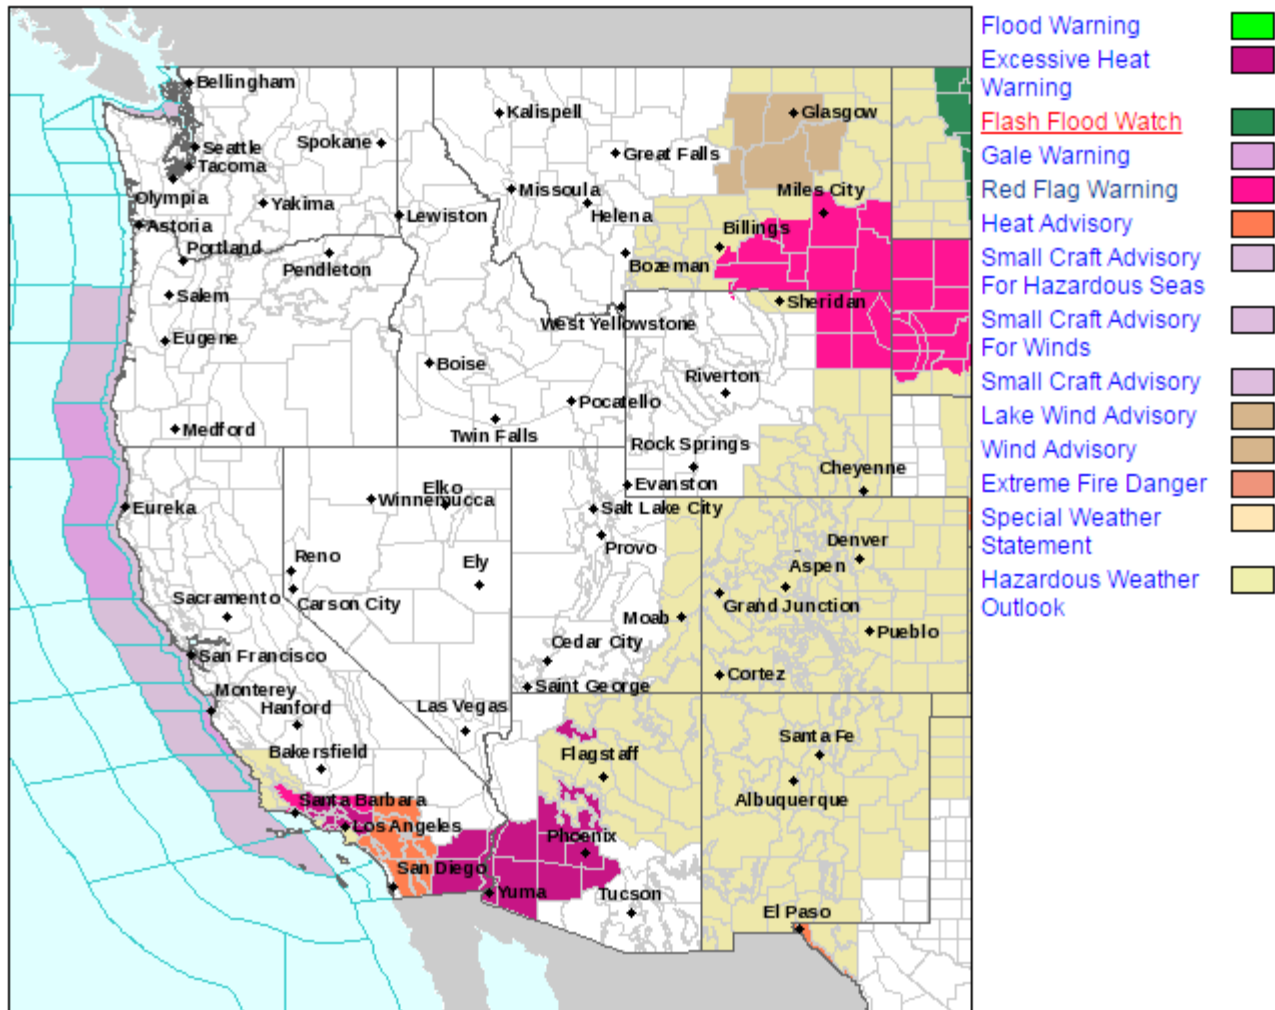 Bellingham
Kalispell
Glasgow
Spokane
Seattle
Great Falls
Tacoma
Missoula
Miles City
Olympia
Yakima
Lewiston
Helena
Astoria
Billings
Portland
Pendleton
Bozeman
Salem
Sheridan
West Yellowstone
Eugene
Boise
Riverton
Pocatello
Medford
Twin Falls
Rock Springs
Cheyenne
Elko
Evanston
Winnemucca
Eureka
Salt Lake City
Denver
Provo
Reno
Ely
Aspen
Sacramento
Carson City
Grand Junction
Moab
Pueblo
Cedar City
San Francisco
Cortez
Saint George
Monterey
Hanford
Las Vegas
Santa Fe
Bakersfield
Flagstaff
Santa Barbara
Albuquerque
Los Angeles
Phoenix
San Diego
Yuma
Tucson
El Paso
Flood Warning
Excessive Heat
Warning
Flash Flood Watch
Gale Warning
Red Flag Warning
Heat Advisory
Small Craft Advisory
For Hazardous Seas
Small Craft Advisory
For Winds
Small Craft Advisory
Lake Wind Advisory
Wind Advisory
Extreme Fire Danger
Special Weather
Statement
Hazardous Weather
Outlook